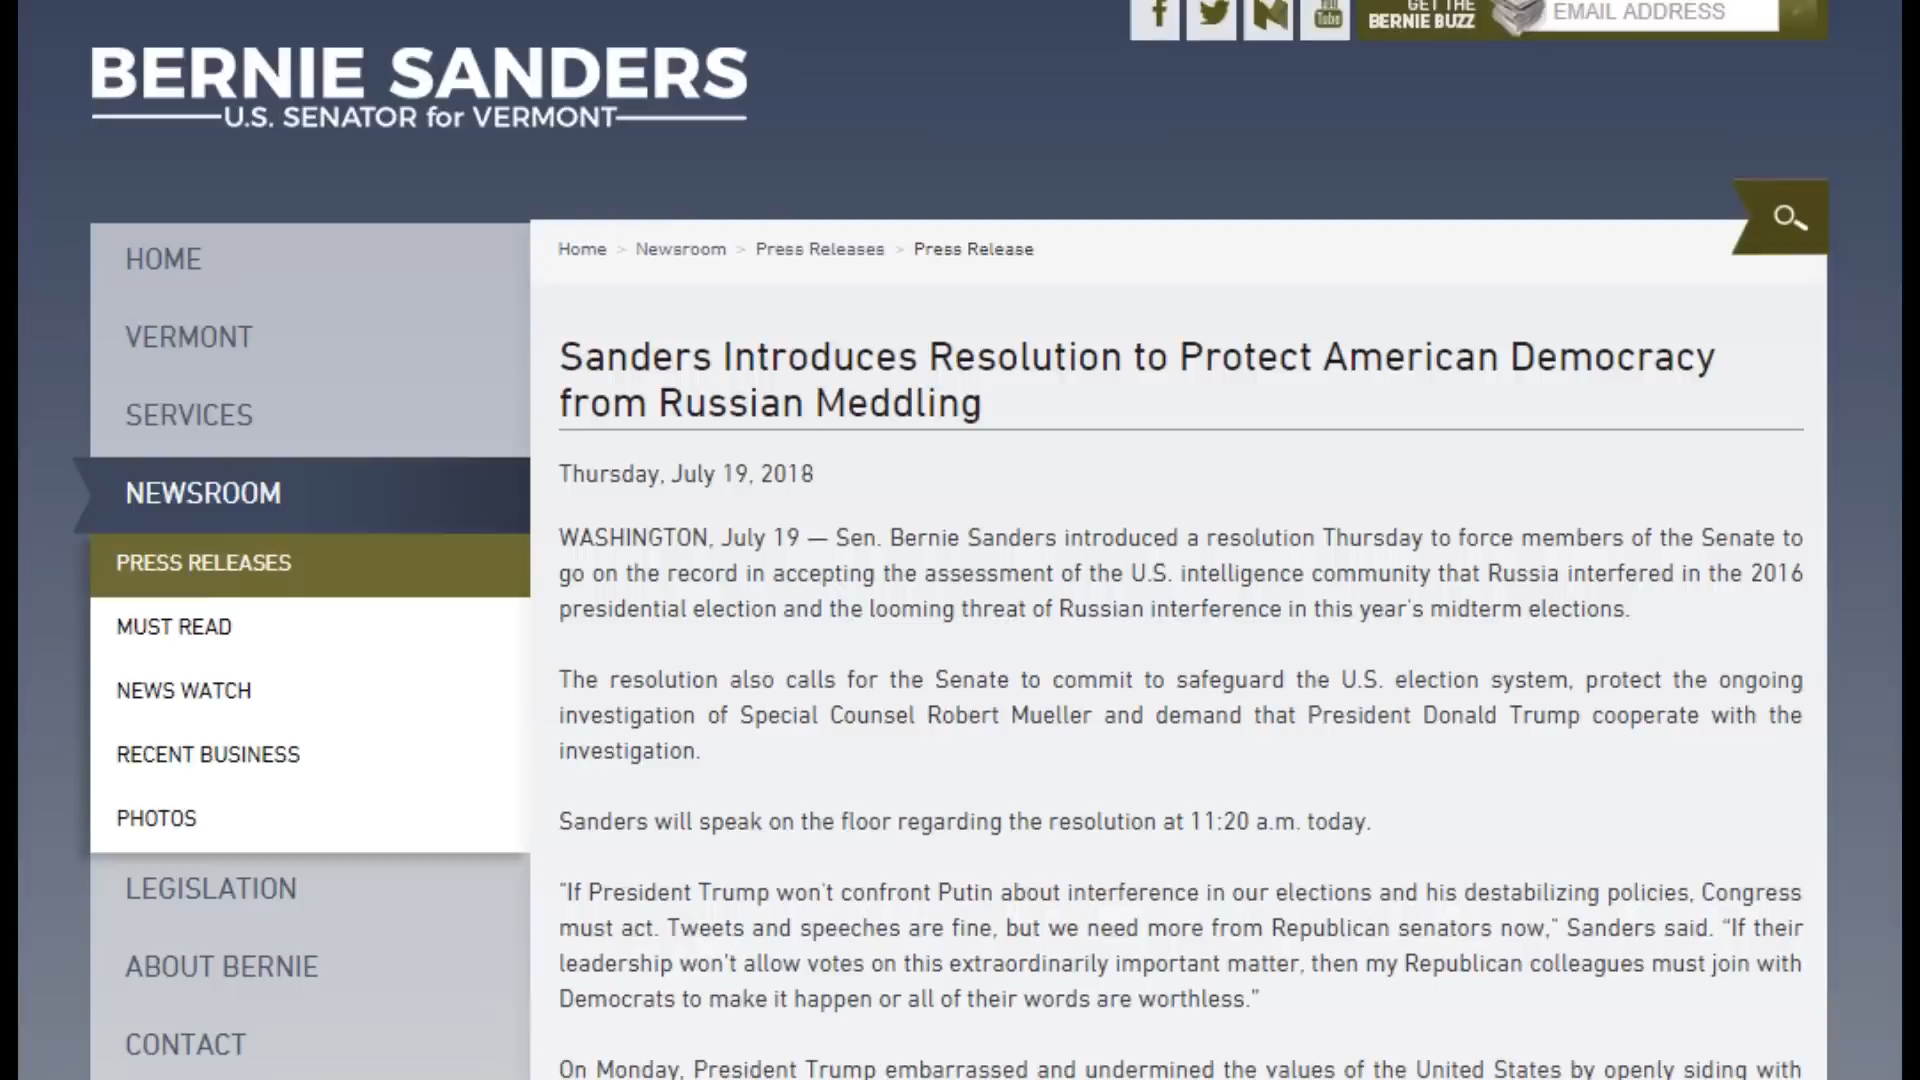 GET THE
BERNIE BUZZ
EMAIL ADDRESS
You
Tube
BERNIE SANDERS
U.S. SENATOR for VERMONT
HOME
VERMONT
SERVICES
NEWSROOM
PRESS RELEASES
MUST READ
NEWS WATCH
RECENT BUSINESS
PHOTOS
LEGISLATION
ABOUT BERNIE
CONTACT
Home > Newsroom > Press Releases > Press Release
Sanders Introduces Resolution to Protect American Democracy
from Russian Meddling
Thursday, July 19, 2018
WASHINGTON, July 19 — Sen. Bernie Sanders introduced a resolution Thursday to force members of the Senate to
go on the record in accepting the assessment of the U.S. intelligence community that Russia interfered in the 2016
presidential election and the looming threat of Russian interference in this year's midterm elections.
The resolution also calls for the Senate to commit to safeguard the U.S. election system, protect the ongoing
investigation of Special Counsel Robert Mueller and demand that President Donald Trump cooperate with the
investigation.
Sanders will speak on the floor regarding the resolution at 11:20 a.m. today.
"If President Trump won't confront Putin about interference in our elections and his destabilizing policies, Congress
must act. Tweets and speeches are fine, but we need more from Republican senators now," Sanders said. “If their
leadership won't allow votes on this extraordinarily important matter, then my Republican colleagues must join with
Democrats to make it happen or all of their words are worthless.”
On Monday, President Trump embarrassed and undermined the values of the United States by openly siding with